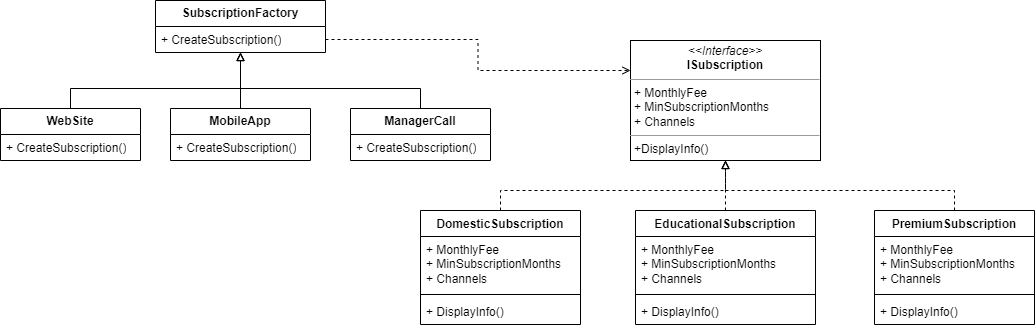 SubscriptionFactory
+ CreateSubscription()
<<Interface>>
ISubscription
+ MonthlyFee
+ MinSubscriptionMonths
+ Channels
+DisplayInfo()
WebSite
+ CreateSubscription()
MobileApp
+ CreateSubscription()
ManagerCall
+ CreateSubscription()
DomesticSubscription
+ MonthlyFee
+ MinSubscriptionMonths
+ Channels
+ DisplayInfo()
EducationalSubscription
+ MonthlyFee
+ MinSubscriptionMonths
+ Channels
+ DisplayInfo()
PremiumSubscription
+ MonthlyFee
+ MinSubscriptionMonths
+ Channels
+ DisplayInfo()